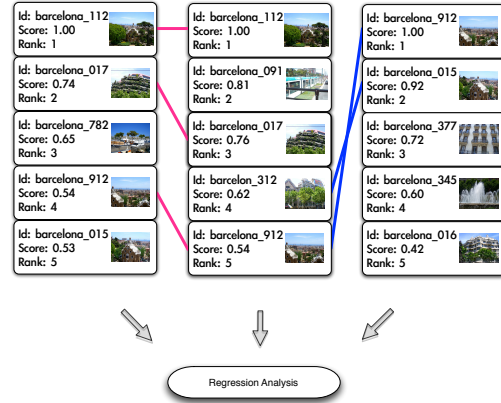 Id: barcelona_112
Score: 1.00
Rank: 1
Id: barcelona_017
Score: 0.74
Rank: 2
Id: barcelona_782
Score: 0.65
Rank: 3
Id: barcelona_912
Score: 0.54
Rank: 4
Id: barcelona_015
Score: 0.53
Rank: 5
Id: barcelona_112
Score: 1.00
Rank: 1
Id: barcelona_091
Score: 0.81
Rank: 2
Id: barcelona_017
Score: 0.76
Rank: 3
Id: barcelon_312
Score: 0.62
Rank: 4
Id: barcelona_912
Score: 0.54
Rank: 5
Id: barcelona_912
Score: 1.00
Rank: 1
Id: barcelona_015
Score: 0.92
Rank: 2
Id: barcelona_377
Score: 0.72
Rank: 3
Id: barcelona_345
Score: 0.60
Rank: 4
Id: barcelona_016
Score: 0.42
Rank: 5
Regression Analysis